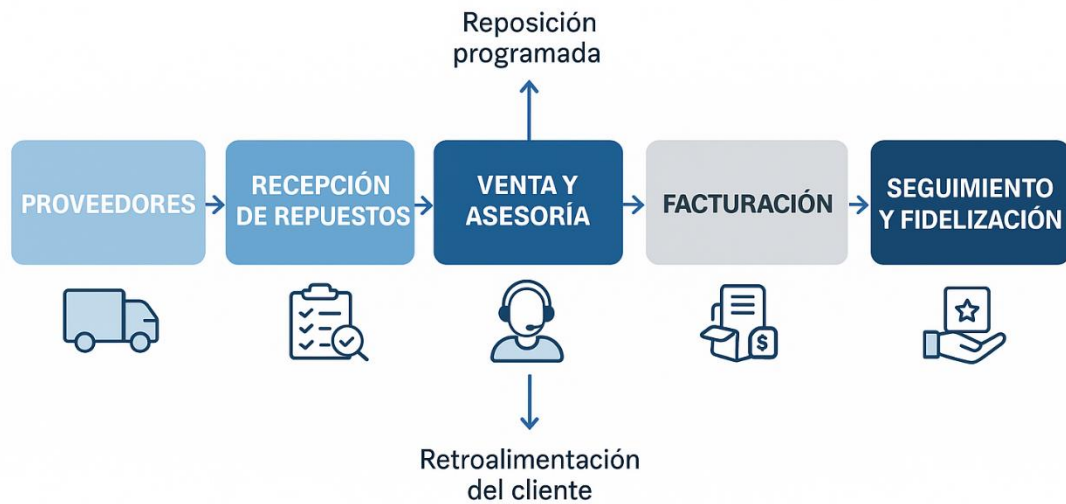 Reposición
programada
PROVEEDORES
RECEPCIÓN
DE REPUESTOS
VENTA Y
ASESORÍA
FACTURACIÓN
SEGUIMIENTO
Y FIDELIZACIÓN
$
Retroalimentación
del cliente